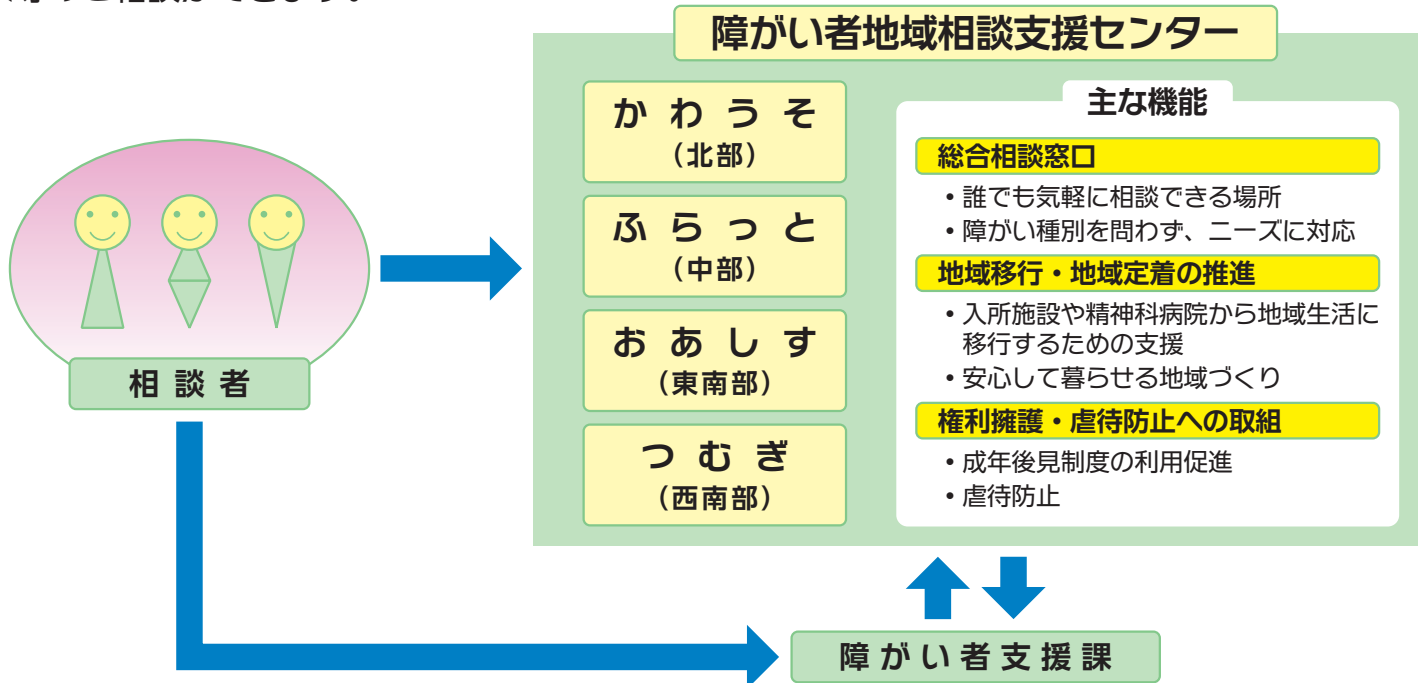 ご相談ができます。
障がい者地域相談支援センター
かわうそ
（北部）
ふらっと
（中部）
おあしす
（東南部）
つむぎ
（西南部）
主な機能
総合相談窓口
・誰でも気軽に相談できる場所
・障がい種別を問わず、ニーズに対応
地域移行・地域定着の推進
・入所施設や精神科病院から地域生活に
移行するための支援
・安心して暮らせる地域づくり
権利擁護・虐待防止への取組
・成年後見制度の利用促進
・虐待防止
相談者
障がい者支援課